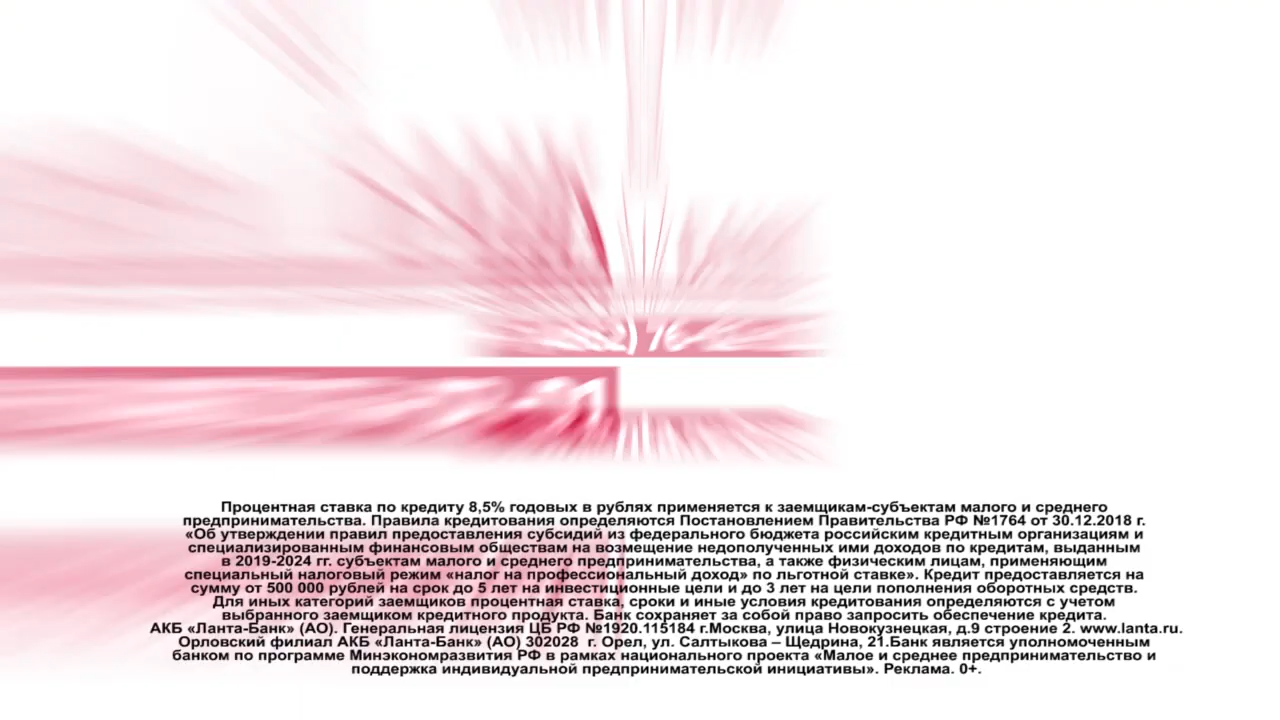 Процентная ставка по кредиту 8,5% годовых в рублях применяется к заемщикам-субъектам малого и среднего
предпринимательства. Правила кредитования определяются Постановлением Правительства РФ №1764 от 30.12.2018 г.
«Об утверждении правил предоставления субсидий из федерального бюджета российским кредитным организациям и
специализированным финансовым обществам на возмещение недополученных ими доходов по кредитам, выданным
в 2019-2024 гг. субъектам малого и среднего предпринимательства, а также физическим лицам, применяющим
специальный налоговый режим «налог на профессиональный доход» по льготной ставке». Кредит предоставляется на
сумму от 500 000 рублей на срок до 5 лет на инвестиционные цели и до 3 лет на цели пополнения оборотных средств.
Для иных категорий заемщиков процентная ставка, сроки и иные условия кредитования определяются с учетом
выбранного заемщиком кредитного продукта. Банк сохраняет за собой право запросить обеспечение кредита.
АКБ «Ланта-Банк» (АО). Генеральная лицензия ЦБ РФ №1920.115184 г.Москва, улица Новокузнецкая, д.9 строение 2. www.lanta.ru.
Орловский филиал АКБ «Ланта-Банк» (АО) 302028 г. Орел, ул. Салтыкова – Щедрина, 21.Банк является уполномоченным
банком по программе Минэкономразвития РФ в рамках национального проекта «Малое и среднее предпринимательство и
поддержка индивидуальной предпринимательской инициативы». Реклама. 0+.